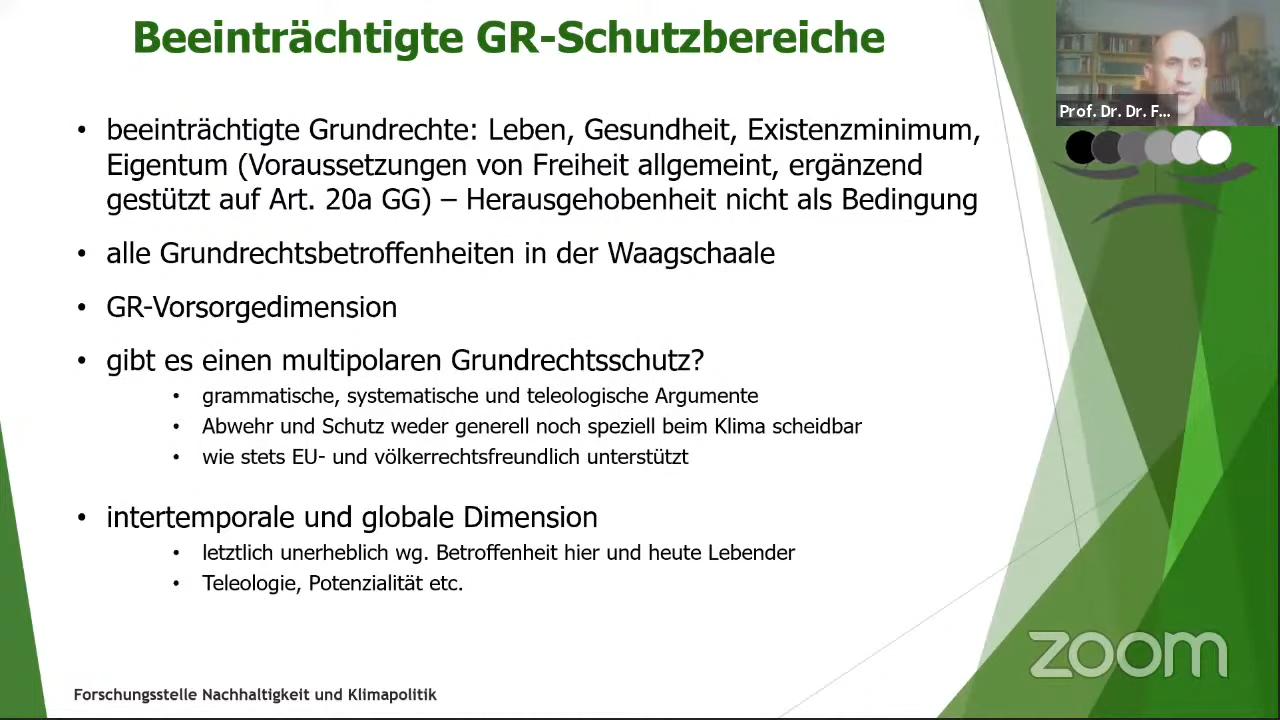 Beeinträchtigte GR-Schutzbereiche
Prof. Dr. Dr. F...
• beeinträchtigte Grundrechte: Leben, Gesundheit, Existenzminimum,
Eigentum (Voraussetzungen von Freiheit allgemeint, ergänzend
gestützt auf Art. 20a GG) – Herausgehobenheit nicht als Bedingung
• alle Grundrechtsbetroffenheiten in der Waagschaale
• GR-Vorsorgedimension
• gibt es einen multipolaren Grundrechtsschutz?
• grammatische, systematische und teleologische Argumente
• Abwehr und Schutz weder generell noch speziell beim Klima scheidbar
• wie stets EU- und völkerrechtsfreundlich unterstützt
• intertemporale und globale Dimension
• letztlich unerheblich wg. Betroffenheit hier und heute Lebender
• Teleologie, Potenzialität etc.
zoom
Forschungsstelle Nachhaltigkeit und Klimapolitik